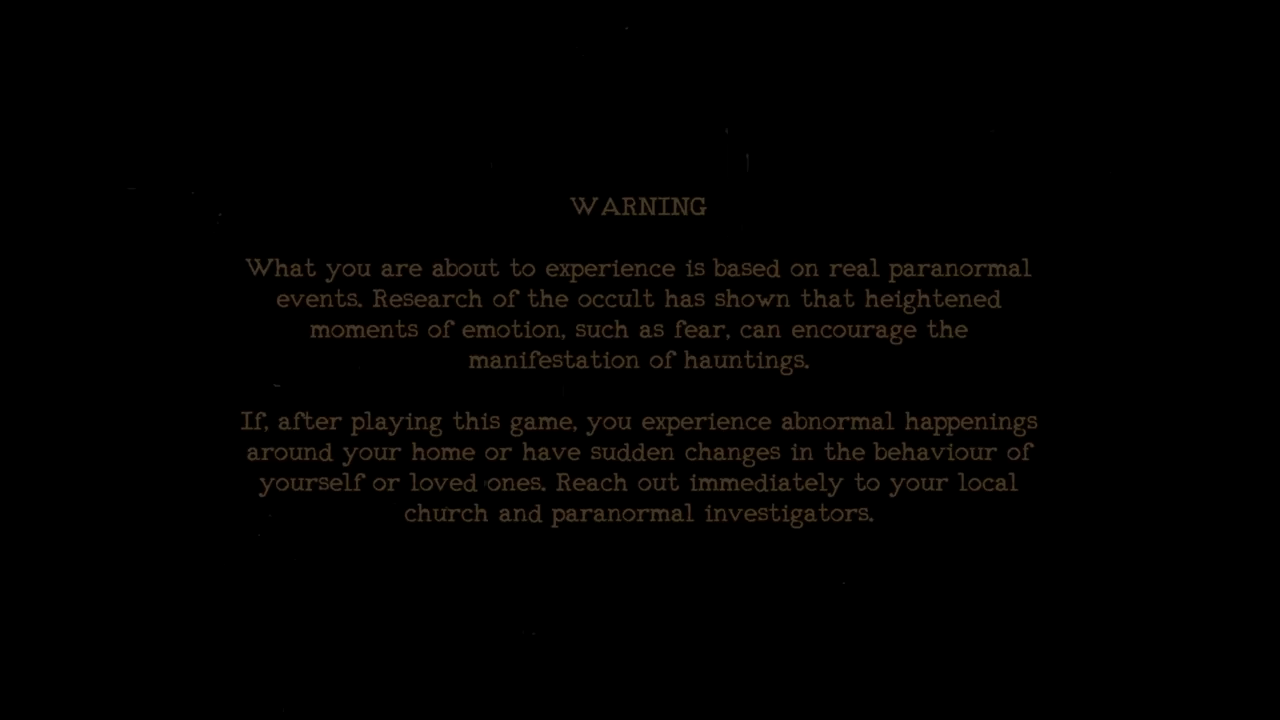 WARNING
What you are about to experience is based on real paranormal
events. Research of the occult has shown that heightened
moments of emotion, such as fear, can encourage the
manifestation of hauntings.
If, after playing this game, you experience abnormal happenings
around your home or have sudden changes in the behaviour of
yourself or loved ones. Reach out immediately to your local
church and paranormal investigators.